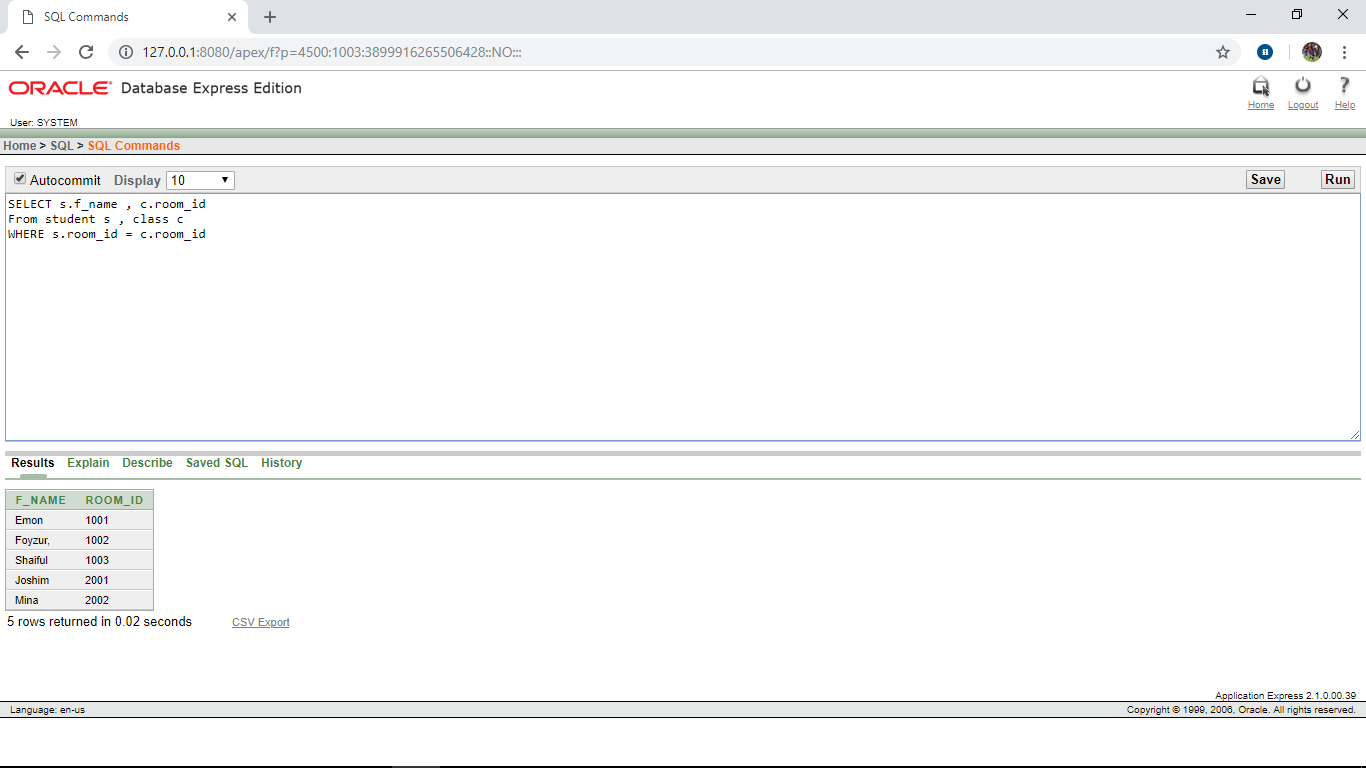 SQL Commands
127.0.0.1:8080/apex/f?p=4500:1003:3899916265506428::NO:::
ORACLE Database Express Edition
Home Logout Help
User: SYSTEM
Home > SQL > SQL Commands
Autocommit Display 10 Save Run
SELECT s.f_name , c.room_id
From student s , class c
WHERE s.room_id = c.room_id
Results Explain Describe Saved SQL History
F_NAME ROOM_ID
Emon 1001
Foyzur, 1002
Shaiful 1003
Joshim 2001
Mina 2002
5 rows returned in 0.02 seconds CSV Export
Application Express 2.1.0.00.39
Language: en-us Copyright © 1999, 2006, Oracle. All rights reserved.